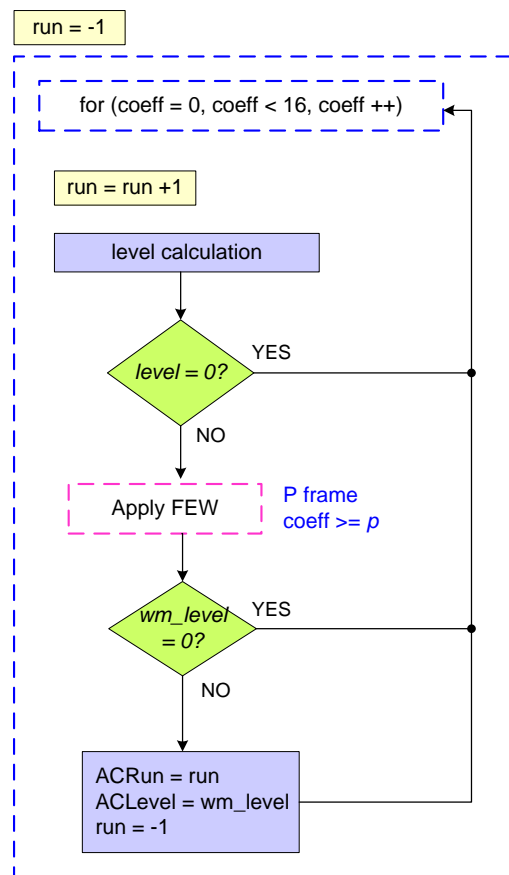 run = -1
for (coeff = 0, coeff < 16, coeff ++)
run = run +1
level calculation
level = 0?
YES
NO
Apply FEW
P frame
coeff >= p
wm_level
= 0?
YES
NO
ACRun = run
ACLevel = wm_level
run = -1